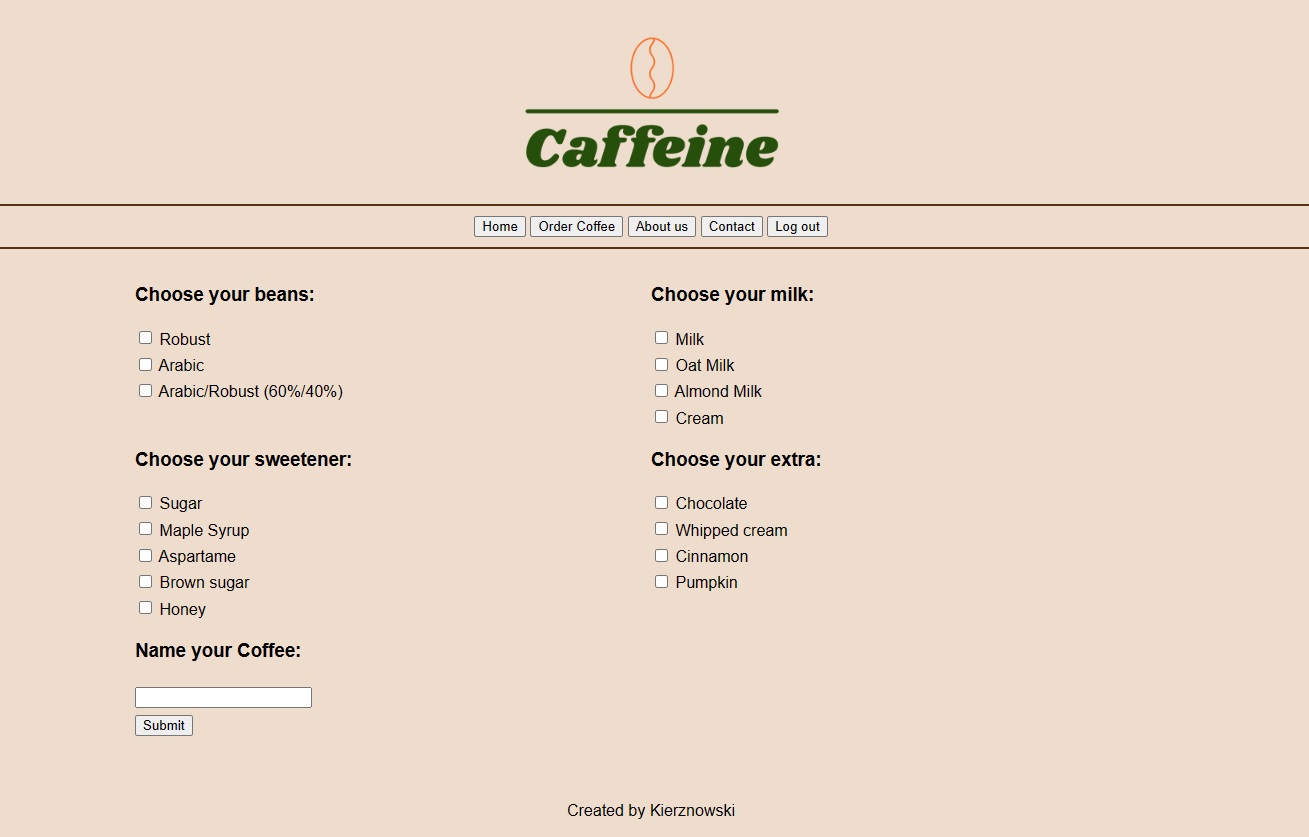 Caffeine
Home Order Coffee About us Contact Log out
Choose your beans:
Robust
Arabic
Arabic/Robust (60%/40%)
Choose your milk:
Milk
Oat Milk
Almond Milk
Cream
Choose your sweetener:
Sugar
Maple Syrup
Aspartame
Brown sugar
Honey
Choose your extra:
Chocolate
Whipped cream
Cinnamon
Pumpkin
Name your Coffee:
Submit
Created by Kierznowski